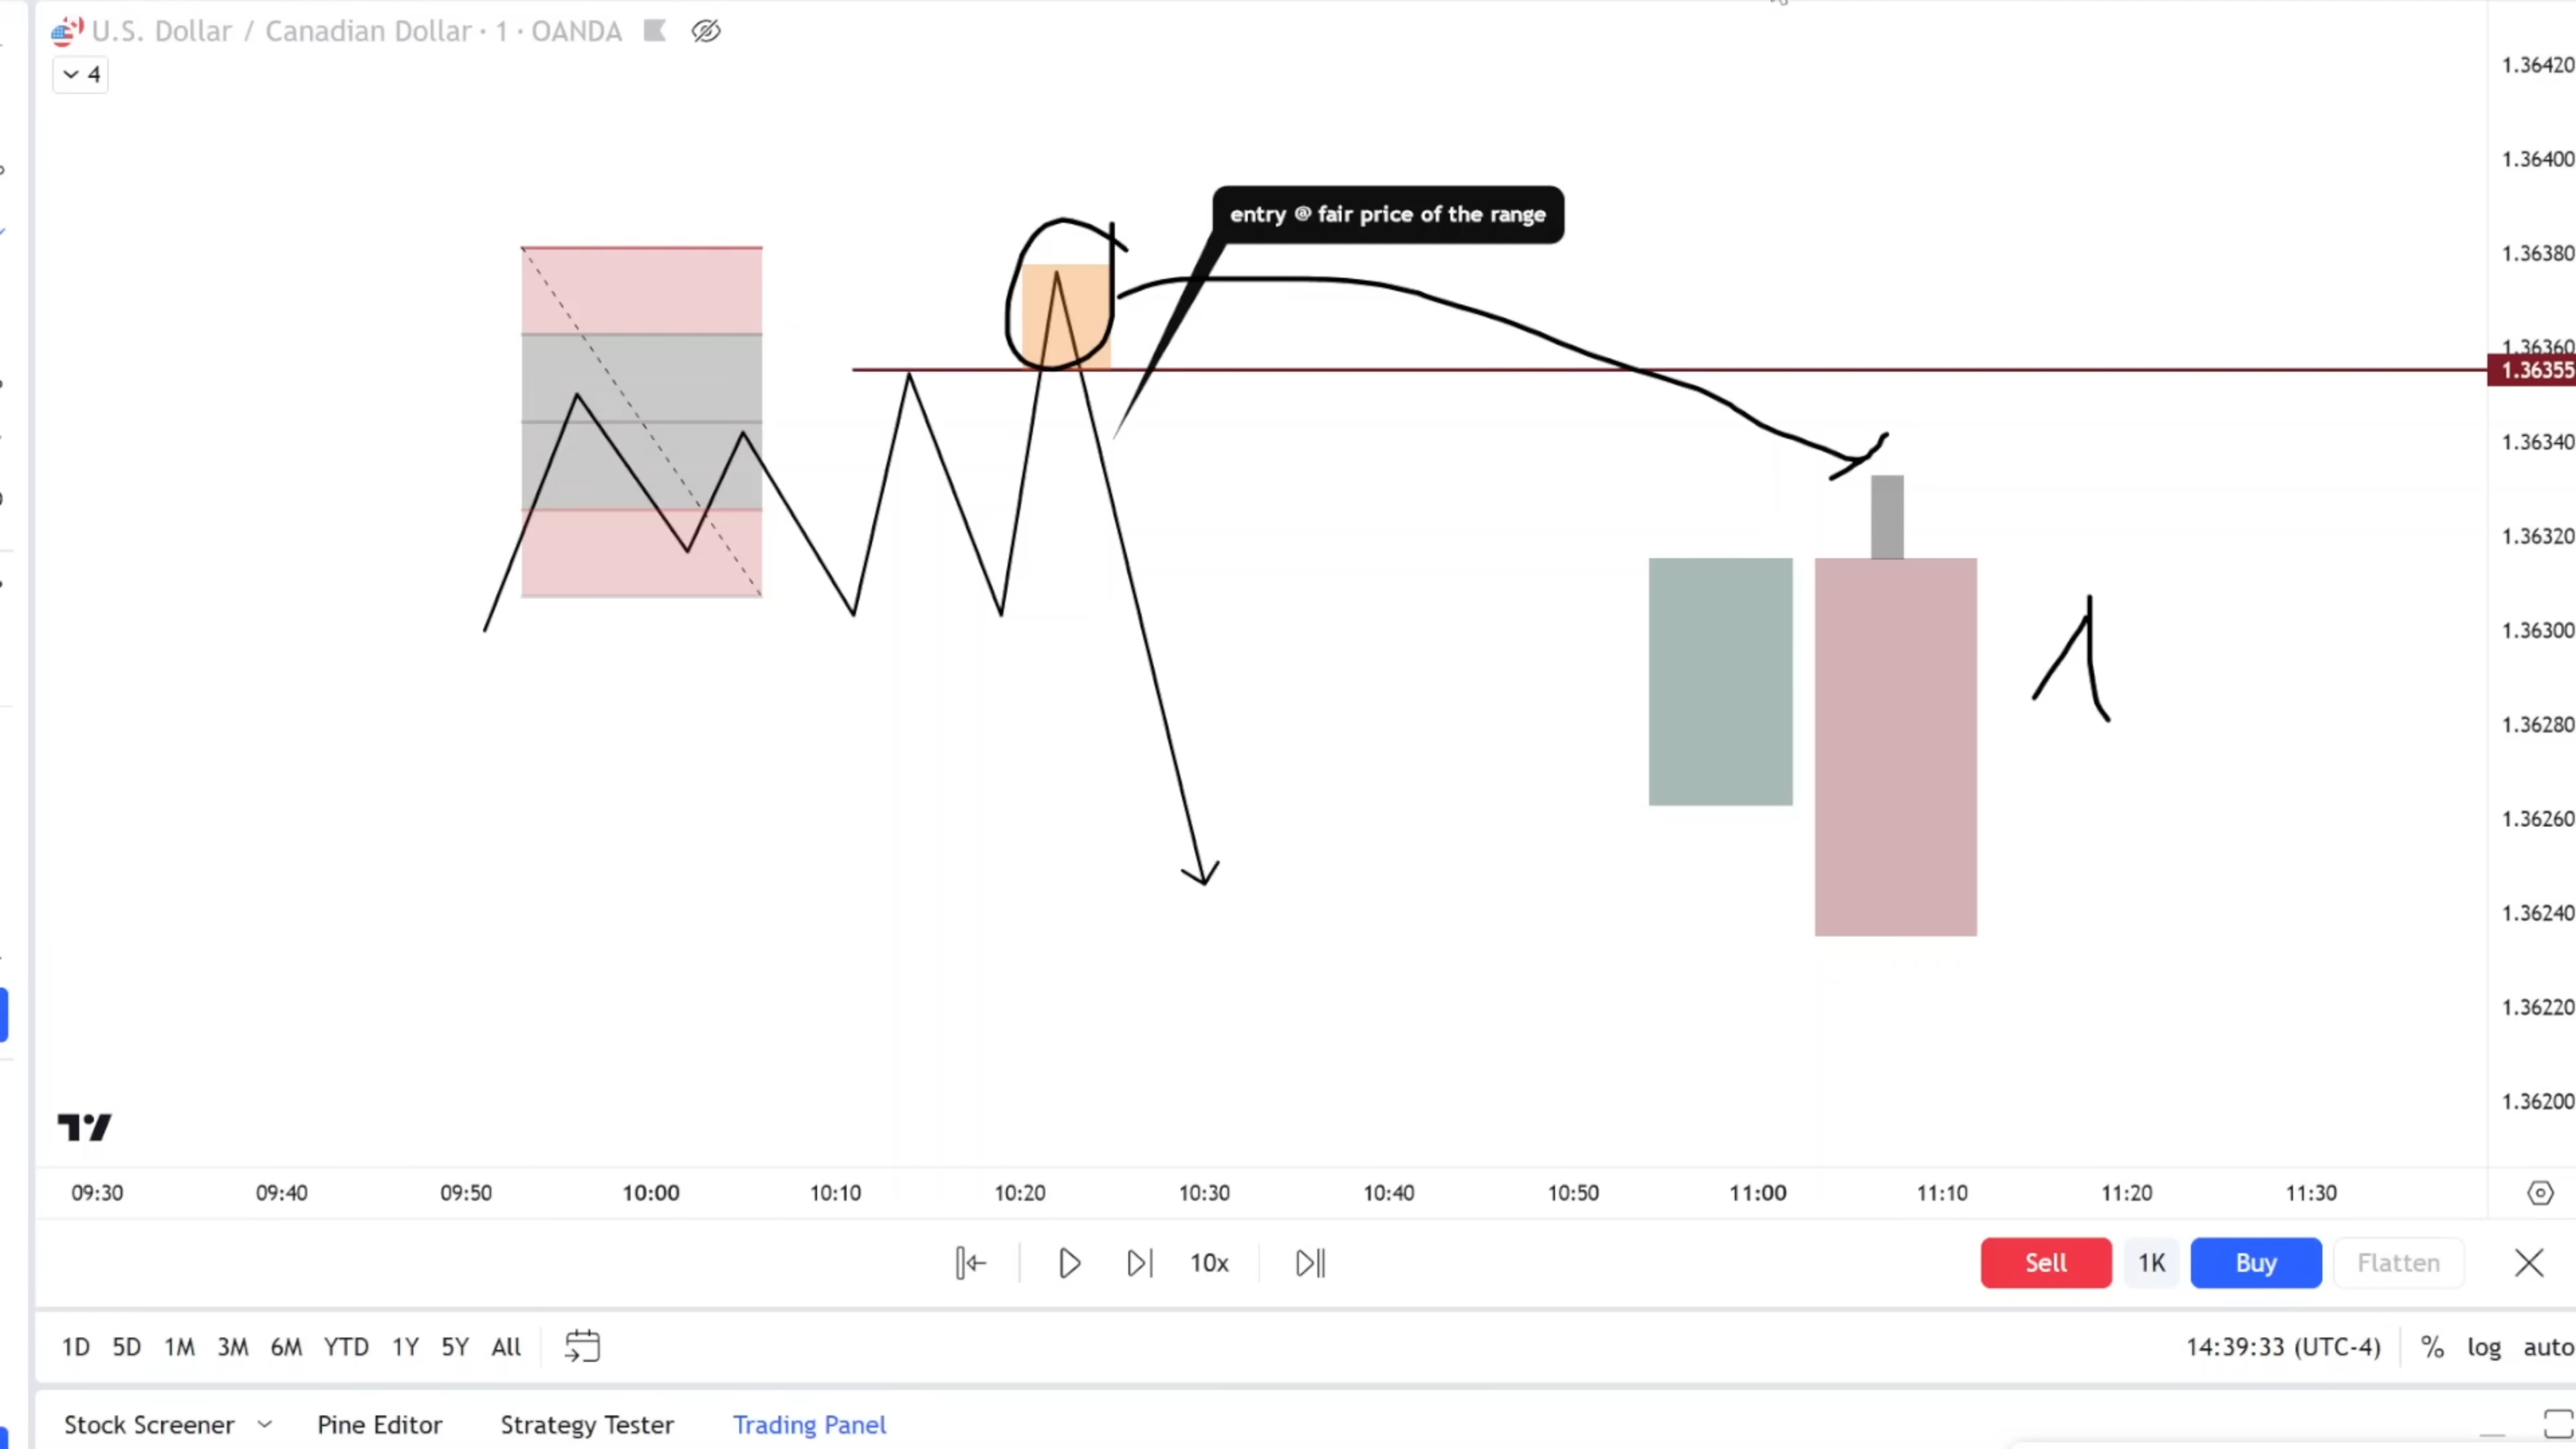 U.S. Dollar / Canadian Dollar · 1 · OANDA
4
entry @ fair price of the range
1.36420
1.36400
1.36380
1.36360
1.36355
1.36340
1.36320
1.36300
1.36280
1.36260
1.36240
1.36220
1.36200
09:30 09:40 09:50 10:00 10:10 10:20 10:30 10:40 10:50 11:00 11:10 11:20 11:30
10x Sell 1K Buy Flatten
1D 5D 1M 3M 6M YTD 1Y 5Y All 14:39:33 (UTC-4) % log auto
Stock Screener Pine Editor Strategy Tester Trading Panel